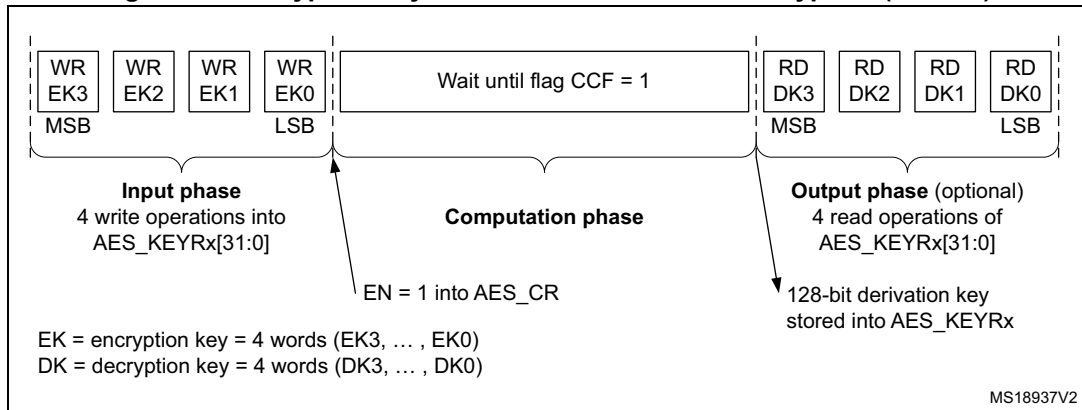 WR EK3
WR EK2
WR EK1
WR EK0
Wait until flag CCF = 1
RD DK3
RD DK2
RD DK1
RD DK0
MSB
LSB
MSB
LSB
Input phase
4 write operations into
AES_KEYRx[31:0]
Computation phase
Output phase (optional)
4 read operations of
AES_KEYRx[31:0]
EN = 1 into AES_CR
128-bit derivation key
stored into AES_KEYRx
EK = encryption key = 4 words (EK3, … , EK0)
DK = decryption key = 4 words (DK3, … , DK0)
MS18937V2